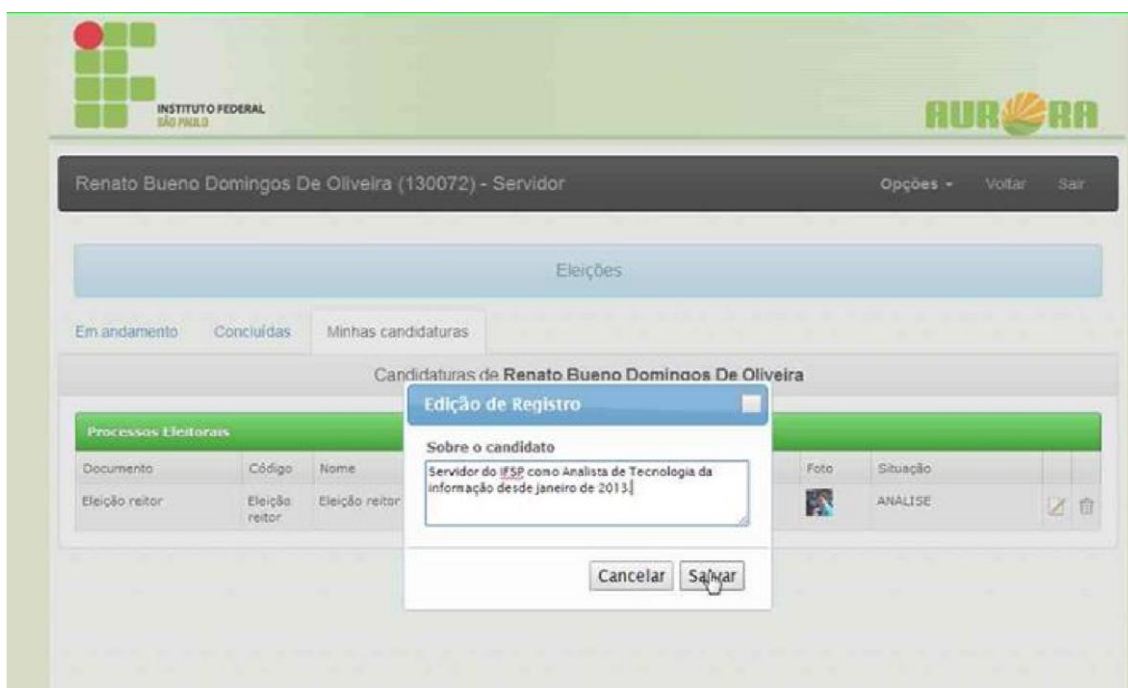 INSTITUTO FEDERAL
SÃO PAULO
AURORA
Renato Bueno Domingos De Oliveira (130072) - Servidor
Opções
Voltar
Sair
Eleições
Em andamento
Concluídas
Minhas candidaturas
Candidaturas de Renato Bueno Domingos De Oliveira
Edição de Registro
Processos Eleitorais
Sobre o candidato
Servidor do IFSP como Analista de Tecnologia da
informação desde janeiro de 2013.
Documento
Código
Nome
Foto
Situação
Eleição reitor
Eleição
reitor
Eleição reitor
ANALISE
Cancelar
Salvar